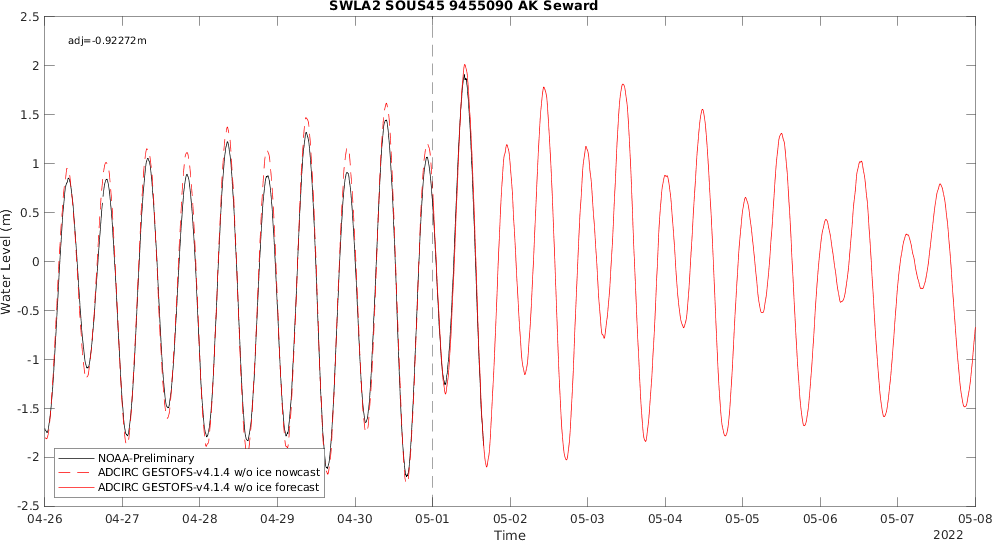 SWLA2 SOUS45 9455090 AK Seward
adj=-0.92272m
2.5
2
1.5
1
0.5
0
-0.5
-1
-1.5
-2
-2.5
Water Level (m)
NOAA-Preliminary
ADCIRC GESTOFS-v4.1.4 w/o ice nowcast
ADCIRC GESTOFS-v4.1.4 w/o ice forecast
04-26 04-27 04-28 04-29 04-30 05-01 05-02 05-03 05-04 05-05 05-06 05-07 05-08
Time
2022